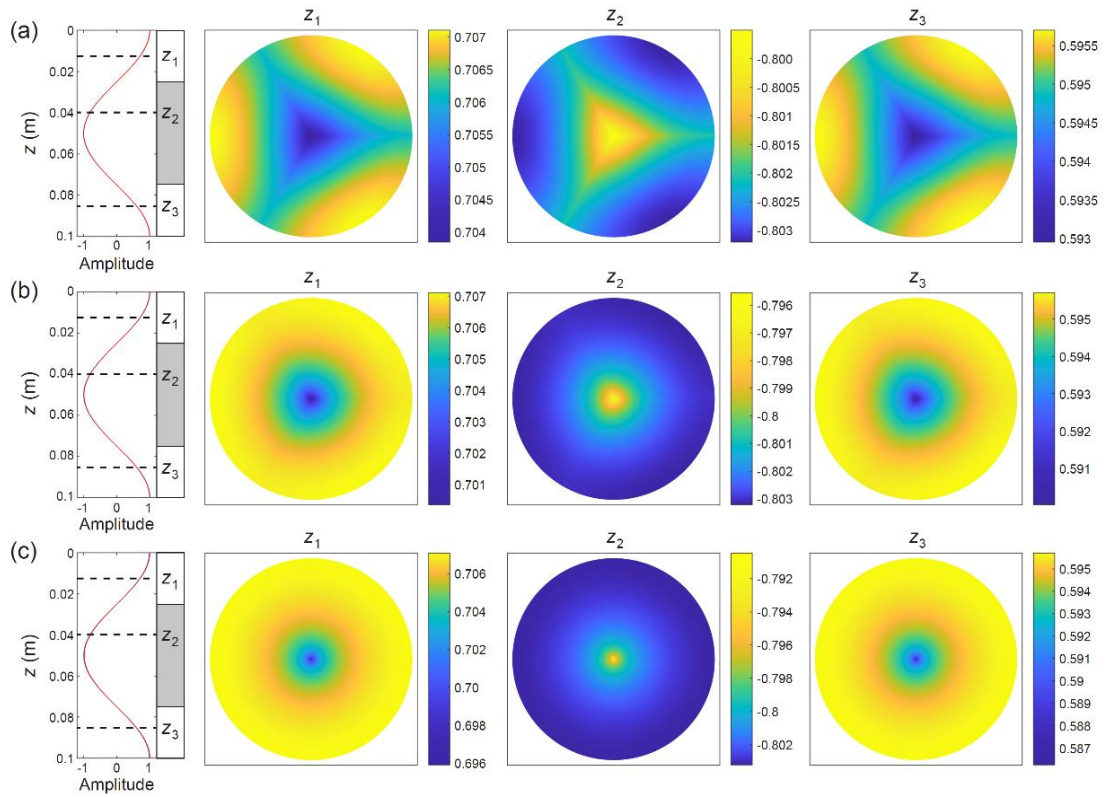 (a)
z1
z2
z3
0
0.02
0.04
0.06
0.08
0.1
z (m)
z1
z2
z3
-1 0 1
Amplitude
0.707
0.7065
0.706
0.7055
0.705
0.7045
0.704
-0.800
-0.8005
-0.801
-0.8015
-0.802
-0.8025
-0.803
0.5955
0.595
0.5945
0.594
0.5935
0.593
(b)
z1
z2
z3
0
0.02
0.04
0.06
0.08
0.1
z (m)
z1
z2
z3
-1 0 1
Amplitude
0.707
0.706
0.705
0.704
0.703
0.702
0.701
-0.796
-0.797
-0.798
-0.799
-0.8
-0.801
-0.802
-0.803
0.595
0.594
0.593
0.592
0.591
(c)
z1
z2
z3
0
0.02
0.04
0.06
0.08
0.1
z (m)
z1
z2
z3
-1 0 1
Amplitude
0.706
0.704
0.702
0.70
0.698
0.696
-0.792
-0.794
-0.796
-0.798
-0.8
-0.802
0.595
0.594
0.593
0.592
0.591
0.59
0.589
0.588
0.587